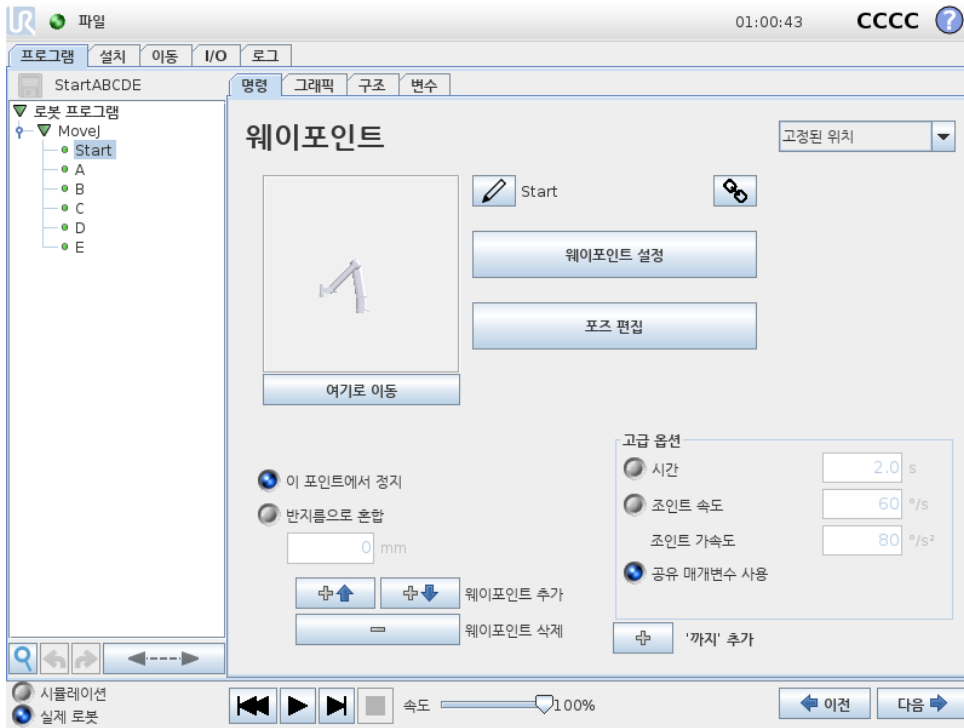 UR 파일 01:00:43 CCCC ?
프로그램 설치 이동 I/O 로그
StartABCDE 명령 그래픽 구조 변수
로봇 프로그램
MoveJ
Start
A
B
C
D
E
웨이포인트 고정된 위치
Start
웨이포인트 설정
포즈 편집
여기로 이동
이 포인트에서 정지
반지름으로 혼합
0 mm
웨이포인트 추가
웨이포인트 삭제
고급 옵션
시간 2.0 s
조인트 속도 60 °/s
조인트 가속도 80 °/s²
공유 매개변수 사용
'까지' 추가
시뮬레이션
실제 로봇
속도 100% 이전 다음